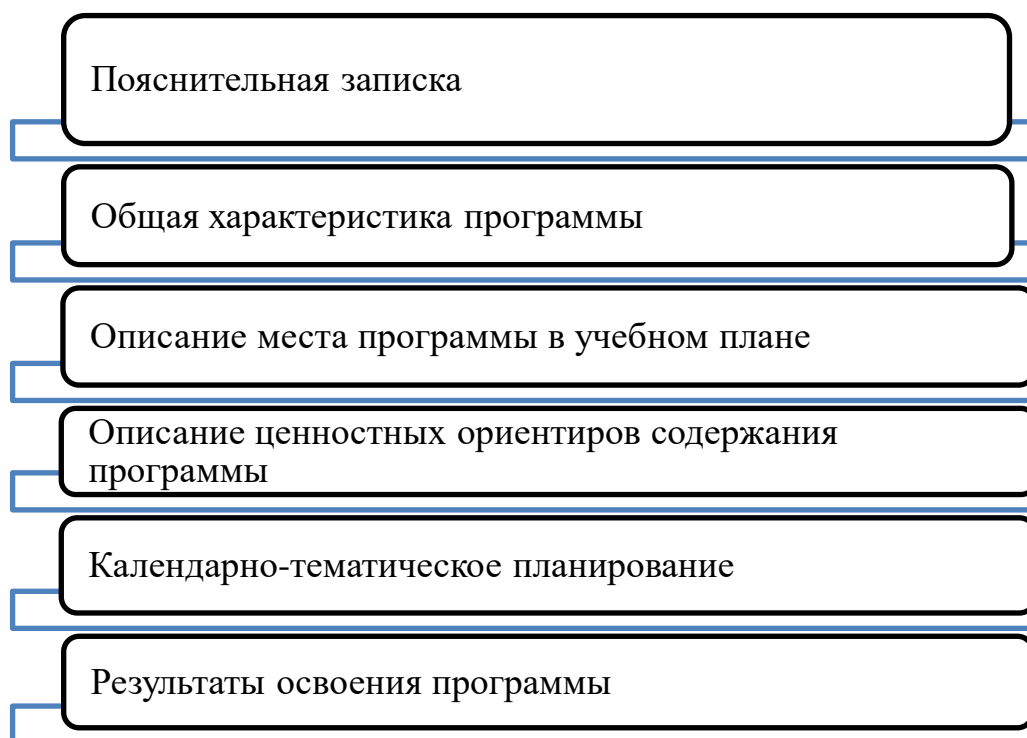 Пояснительная записка
Общая характеристика программы
Описание места программы в учебном плане
Описание ценностных ориентиров содержания
программы
Календарно-тематическое планирование
Результаты освоения программы